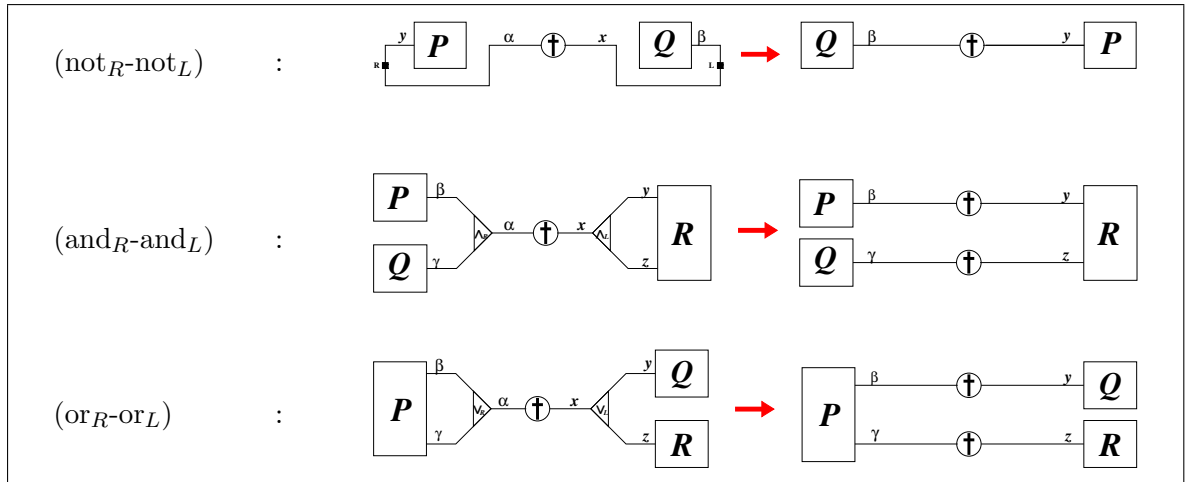 (not_R-not_L) : y P R α † x Q β L Q β † y P
(and_R-and_L) : P β Q γ ∧_R α † x ∧_L y z R P β † y Q γ † z R
(or_R-or_L) : P β γ ∨_R α † x ∨_L y Q z R P β † y Q γ † z R